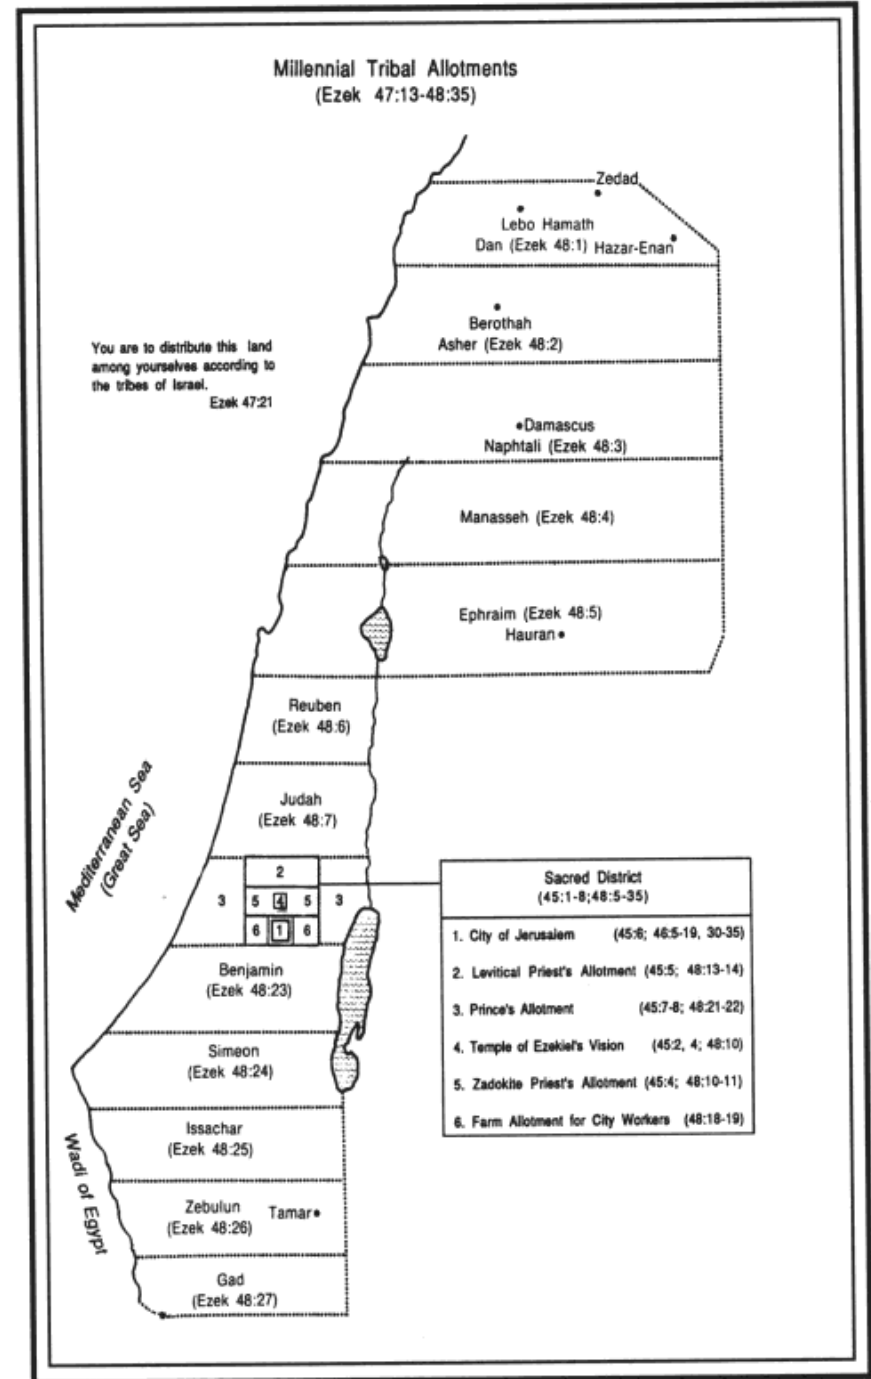 Millennial Tribal Allotments
(Ezek 47:13-48:35)
Zedad
Lebo Hamath
Dan (Ezek 48:1) Hazar-Enan
Berothah
Asher (Ezek 48:2)
You are to distribute this land
among yourselves according to
the tribes of Israel.
Ezek 47:21
Damascus
Naphtali (Ezek 48:3)
Manasseh (Ezek 48:4)
Ephraim (Ezek 48:5)
Hauran
Reuben
(Ezek 48:6)
Mediterranean Sea
(Great Sea)
Judah
(Ezek 48:7)
2
3 5 4 5 3
6 1 6
Sacred District
(45:1-8;48:5-35)
1. City of Jerusalem (45:6; 46:5-19, 30-35)
2. Levitical Priest's Allotment (45:5; 48:13-14)
3. Prince's Allotment (45:7-8; 48:21-22)
4. Temple of Ezekiel's Vision (45:2, 4; 48:10)
5. Zadokite Priest's Allotment (45:4; 48:10-11)
6. Farm Allotment for City Workers (48:18-19)
Benjamin
(Ezek 48:23)
Simeon
(Ezek 48:24)
Issachar
(Ezek 48:25)
Wadi of Egypt
Zebulun Tamar
(Ezek 48:26)
Gad
(Ezek 48:27)